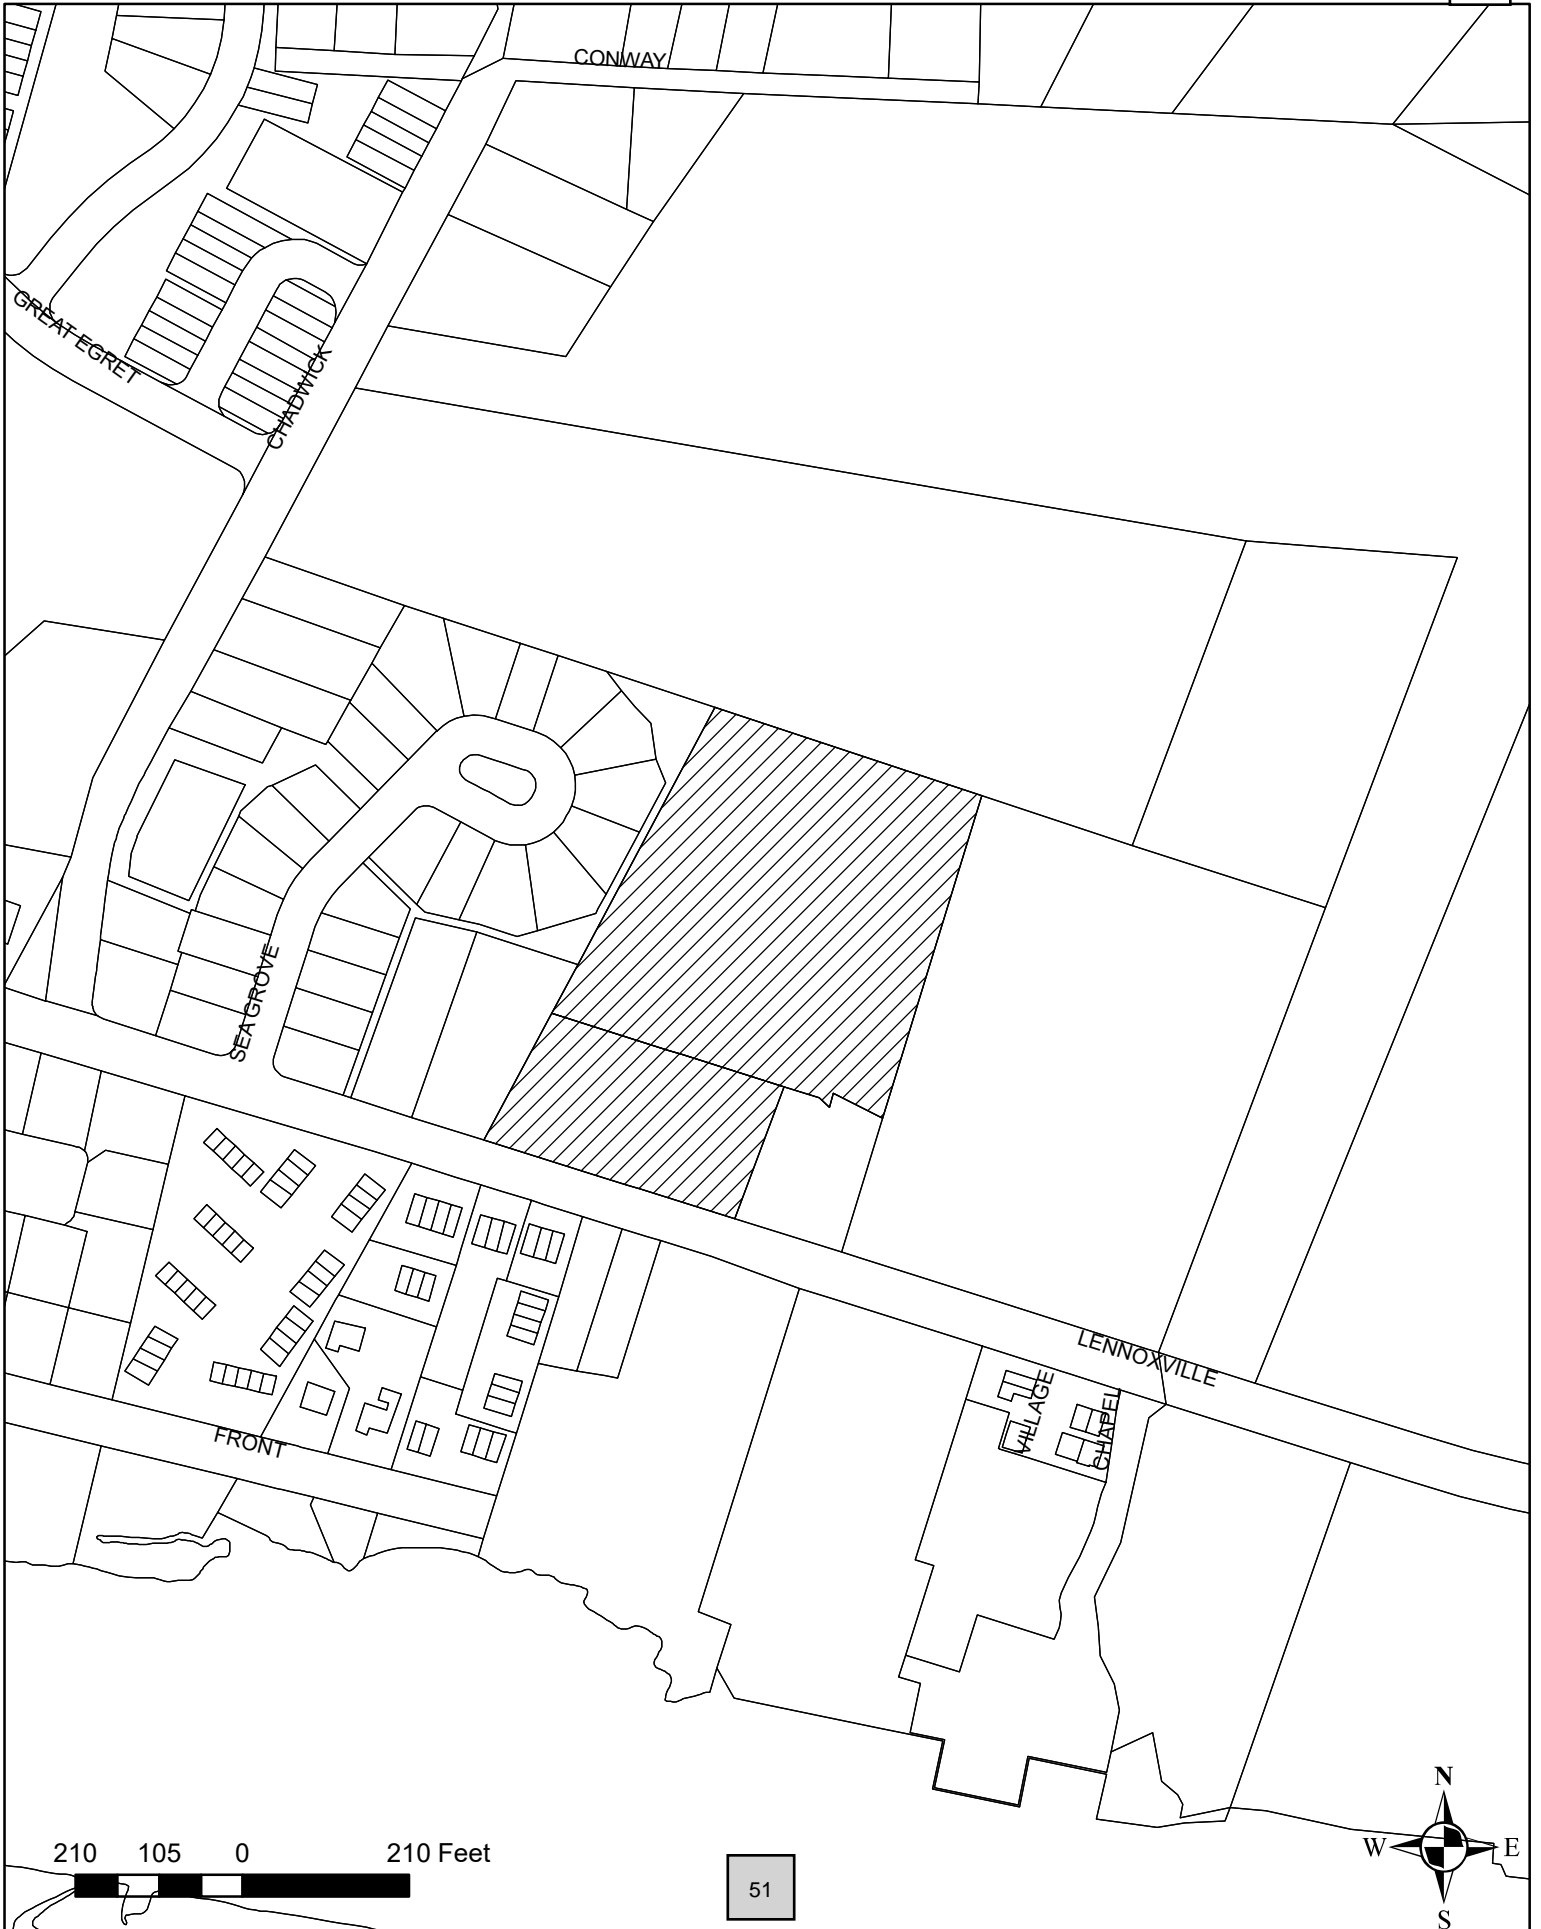 CONWAY
GREAT EGRET
CHADWICK
SEAGROVE
LENNOXVILLE
VILLAGE
CHAPEL
FRONT
N
W E
S
210 105 0 210 Feet
51